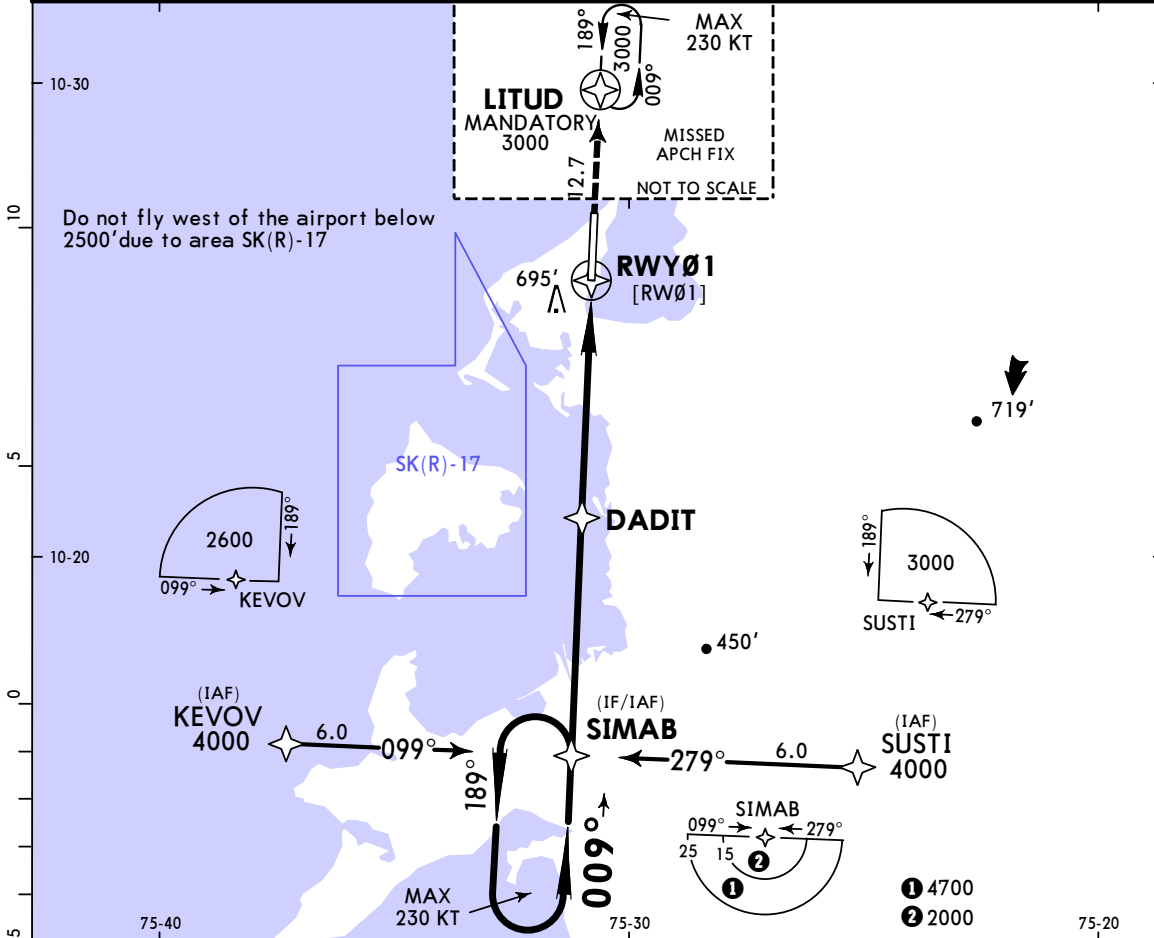 189°
3000
009°
MAX
230 KT
10-30
LITUD
MANDATORY
3000
MISSED
APCH FIX
12.7
NOT TO SCALE
Do not fly west of the airport below
2500' due to area SK(R)-17
10
RWYØ1
[RWØ1]
695'
719'
5
SK(R)-17
2600
189°
099°
KEVOV
DADIT
189°
3000
SUSTI
279°
10-20
450'
0
(IAF)
KEVOV
4000
6.0
099°
(IF/IAF)
SIMAB
279°
6.0
(IAF)
SUSTI
4000
189°
009°
SIMAB
099°
279°
25
15
2
1
MAX
230 KT
1 4700
2 2000
5
75-40
75-30
75-20